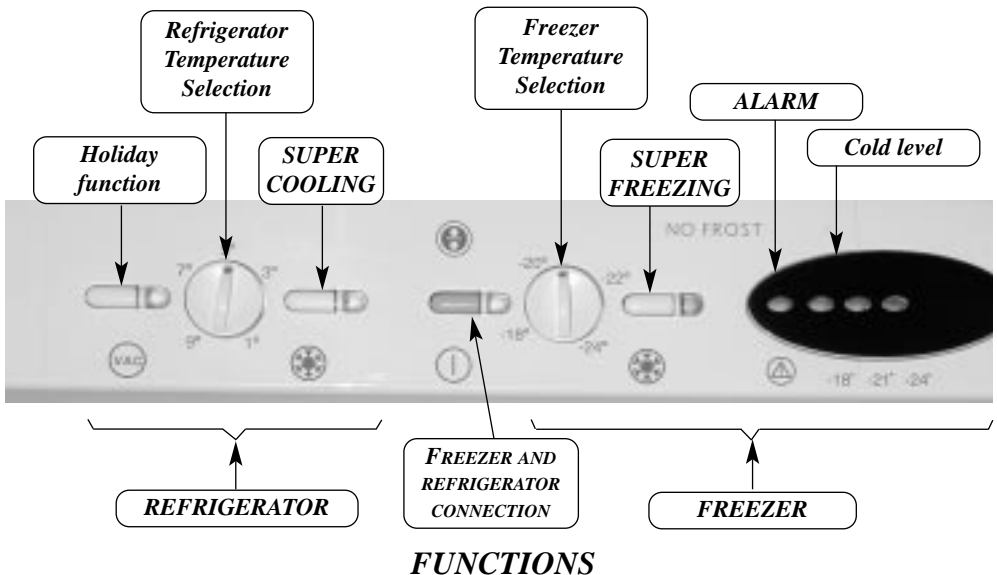 Refrigerator
Temperature
Selection
Freezer
Temperature
Selection
ALARM
Holiday
function
SUPER
COOLING
SUPER
FREEZING
Cold level
NO FROST
7° 3°
9° 1°
-20° -22°
-18° -24°
VAC
-18° -21° -24°
REFRIGERATOR
FREEZER AND
REFRIGERATOR
CONNECTION
FREEZER
FUNCTIONS